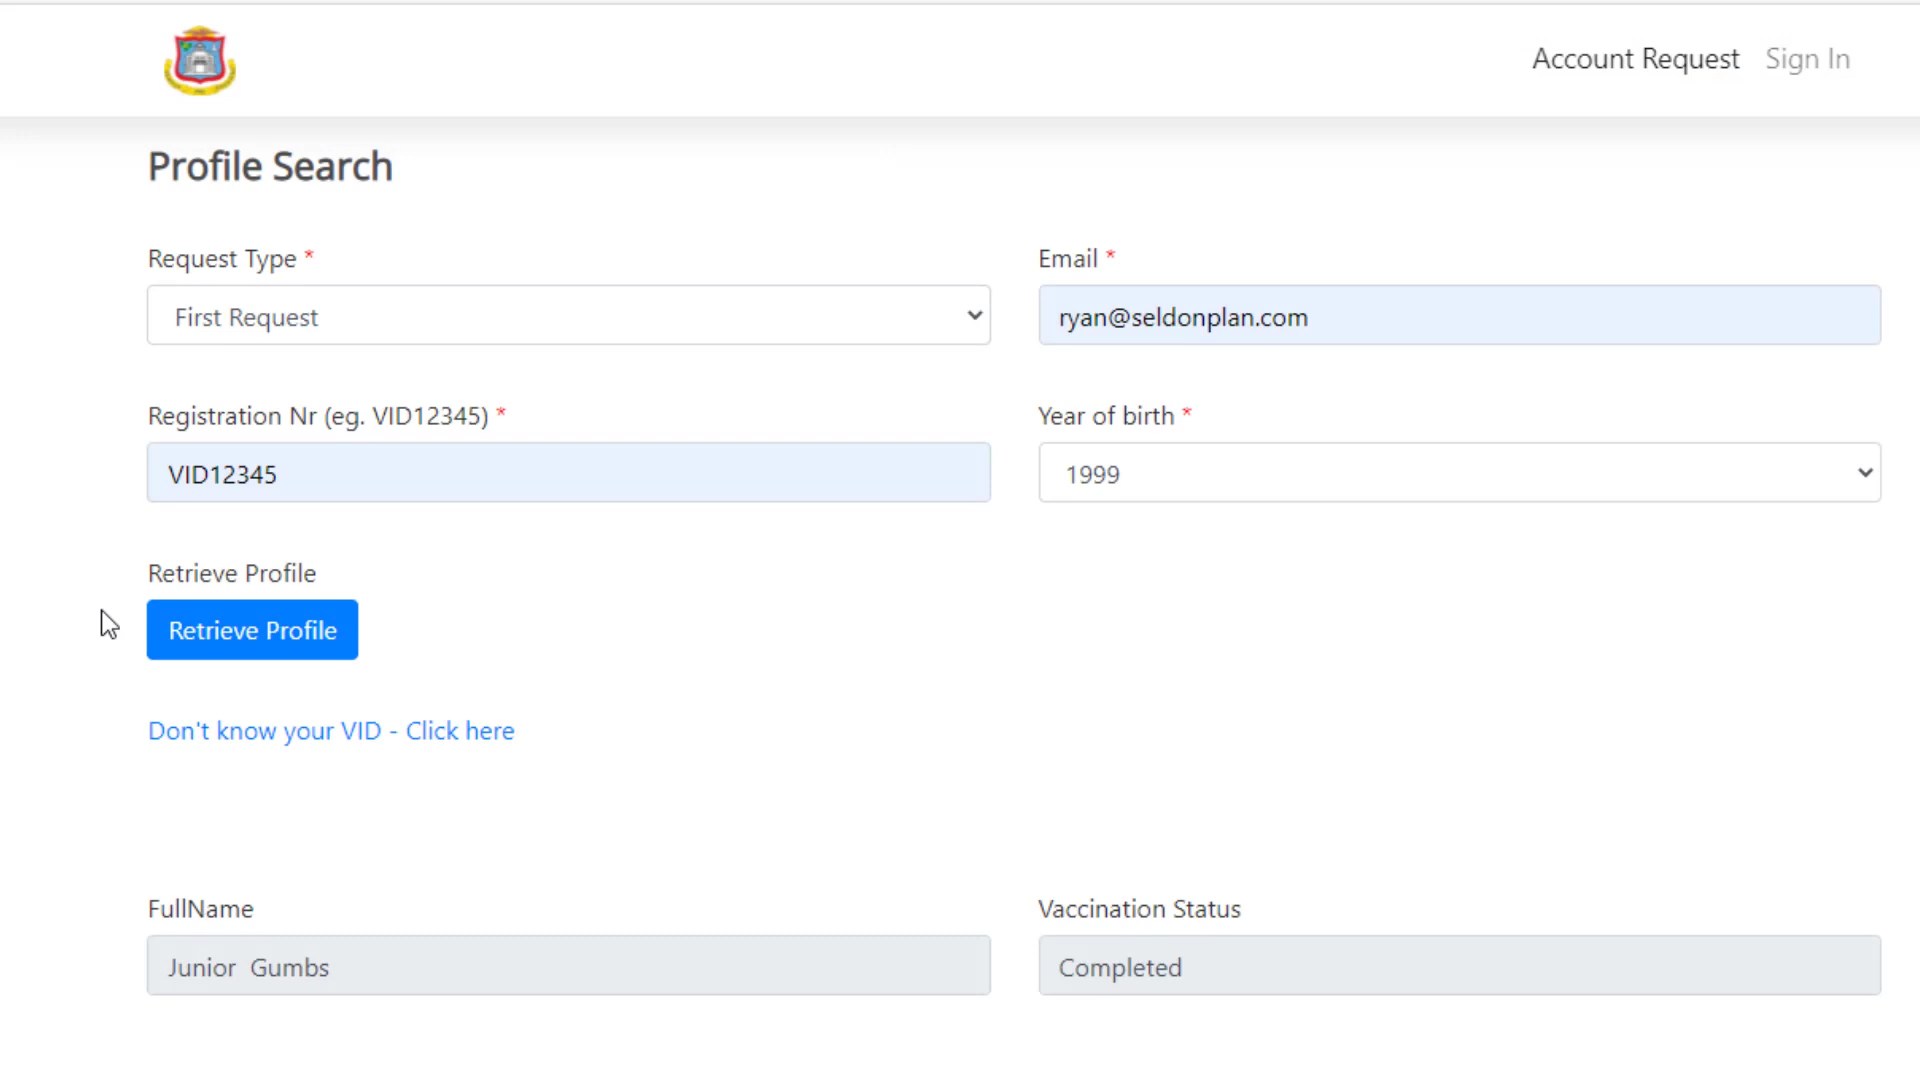 Account Request Sign In
Profile Search
Request Type *
Email *
First Request
ryan@seldonplan.com
Registration Nr (eg. VID12345) *
Year of birth *
VID12345
1999
Retrieve Profile
Retrieve Profile
Don't know your VID - Click here
FullName
Vaccination Status
Junior  Gumbs
Completed